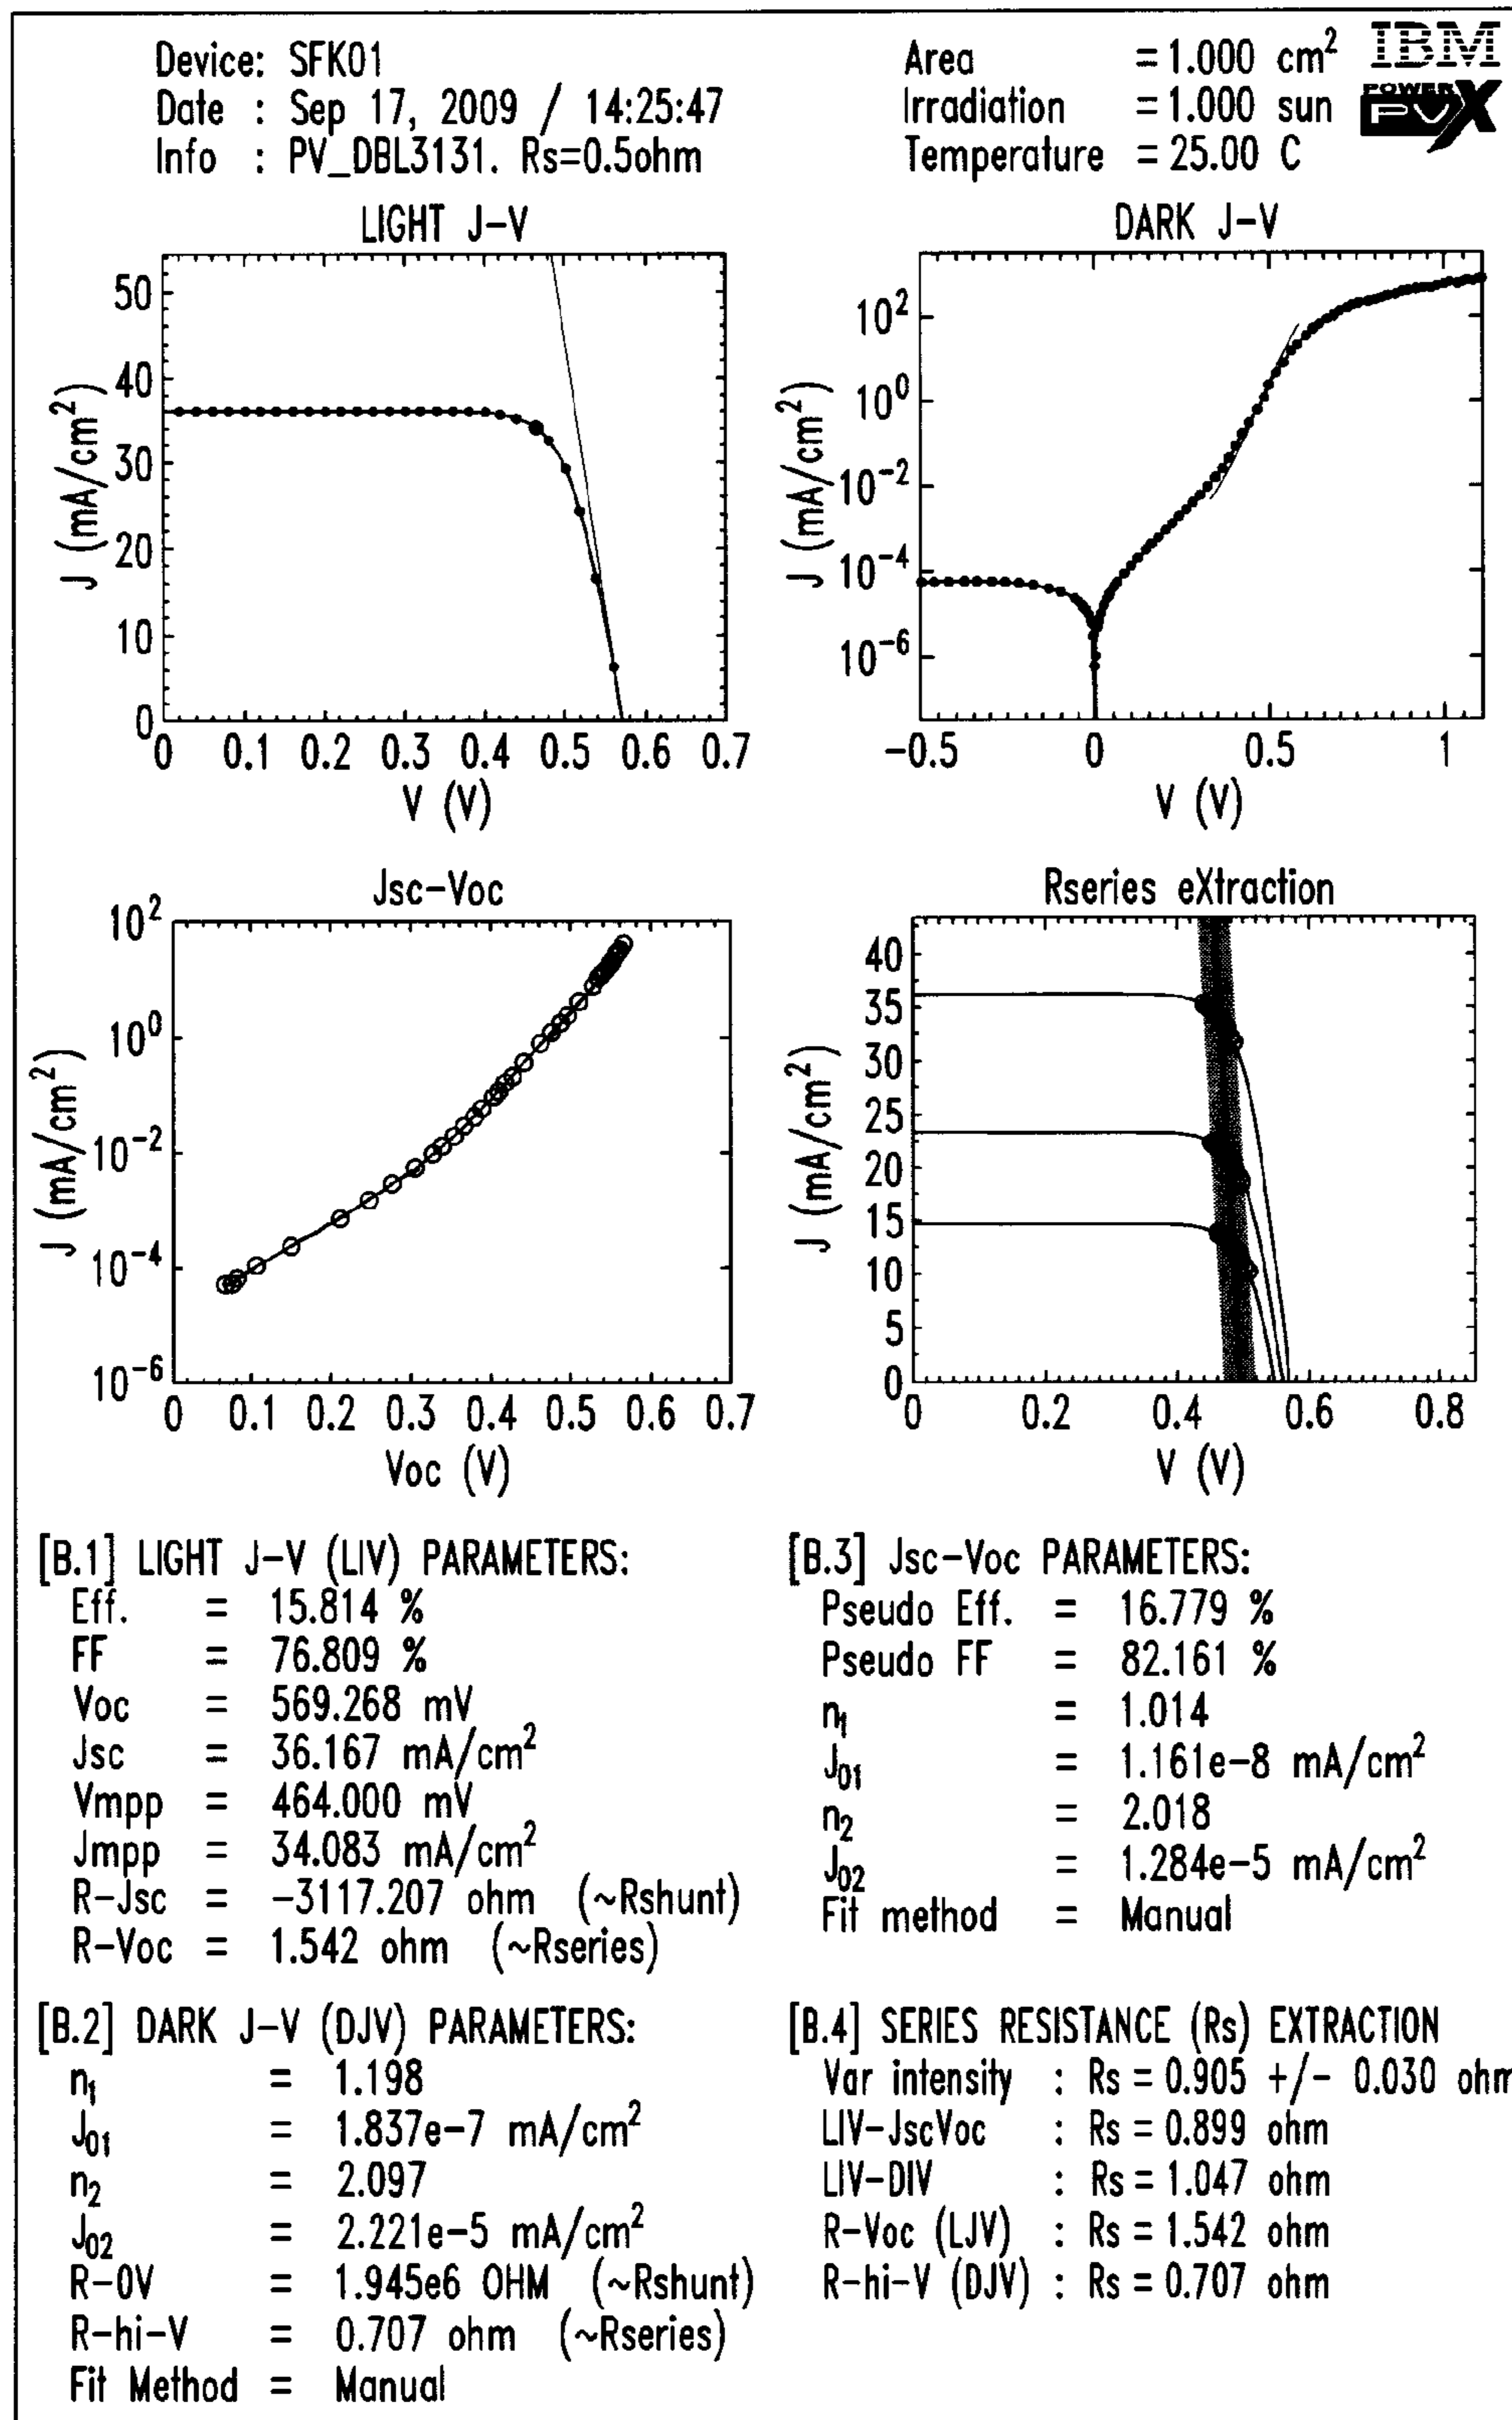 Device: SFK01
Date : Sep 17, 2009 / 14:25:47
Info : PV_DBL3131. Rs=0.5ohm
Area = 1.000 cm²
Irradiation = 1.000 sun
Temperature = 25.00 C
IBM
POWER
PVX
LIGHT J-V
50
40
30
20
10
0
J (mA/cm²)
0 0.1 0.2 0.3 0.4 0.5 0.6 0.7
V (V)
DARK J-V
10²
10⁰
10⁻²
10⁻⁴
10⁻⁶
J (mA/cm²)
-0.5 0 0.5 1
V (V)
Jsc-Voc
10²
10⁰
10⁻²
10⁻⁴
10⁻⁶
J (mA/cm²)
0 0.1 0.2 0.3 0.4 0.5 0.6 0.7
Voc (V)
Rseries eXtraction
40
35
30
25
20
15
10
5
0
J (mA/cm²)
0 0.2 0.4 0.6 0.8
V (V)
[B.1] LIGHT J-V (LIV) PARAMETERS:
Eff. = 15.814 %
FF = 76.809 %
Voc = 569.268 mV
Jsc = 36.167 mA/cm²
Vmpp = 464.000 mV
Jmpp = 34.083 mA/cm²
R-Jsc = -3117.207 ohm (~Rshunt)
R-Voc = 1.542 ohm (~Rseries)
[B.2] DARK J-V (DJV) PARAMETERS:
n₁ = 1.198
J₀₁ = 1.837e-7 mA/cm²
n₂ = 2.097
J₀₂ = 2.221e-5 mA/cm²
R-0V = 1.945e6 OHM (~Rshunt)
R-hi-V = 0.707 ohm (~Rseries)
Fit Method = Manual
[B.3] Jsc-Voc PARAMETERS:
Pseudo Eff. = 16.779 %
Pseudo FF = 82.161 %
n₁ = 1.014
J₀₁ = 1.161e-8 mA/cm²
n₂ = 2.018
J₀₂ = 1.284e-5 mA/cm²
Fit method = Manual
[B.4] SERIES RESISTANCE (Rs) EXTRACTION
Var intensity : Rs = 0.905 +/- 0.030 ohm
LIV-JscVoc : Rs = 0.899 ohm
LIV-DIV : Rs = 1.047 ohm
R-Voc (LJV) : Rs = 1.542 ohm
R-hi-V (DJV) : Rs = 0.707 ohm